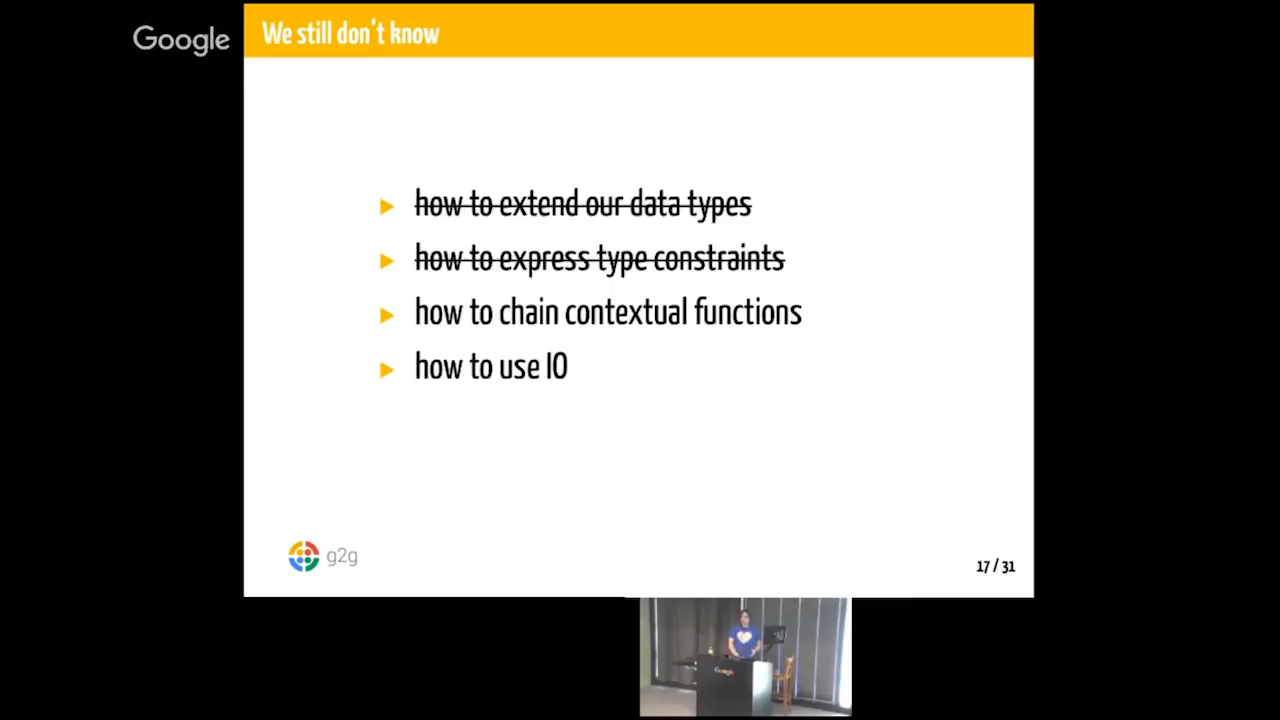 Google
We still don't know
how to extend our data types
how to express type constraints
how to chain contextual functions
how to use IO
g2g
17 / 31
Google